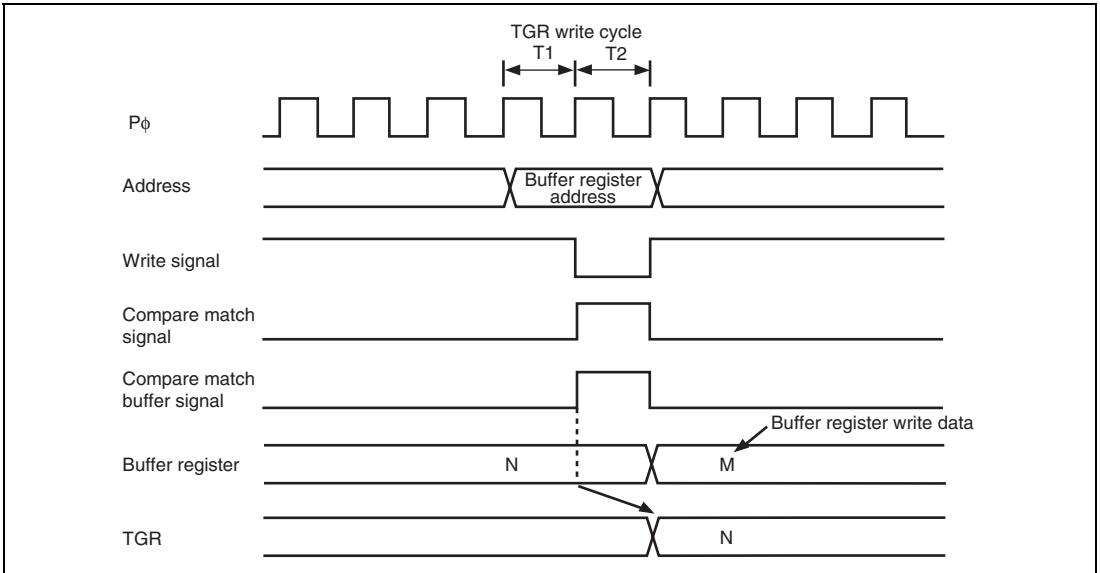 TGR write cycle
T1 T2
Pϕ
Address
Buffer register
address
Write signal
Compare match
signal
Compare match
buffer signal
Buffer register write data
Buffer register
N M
TGR
N